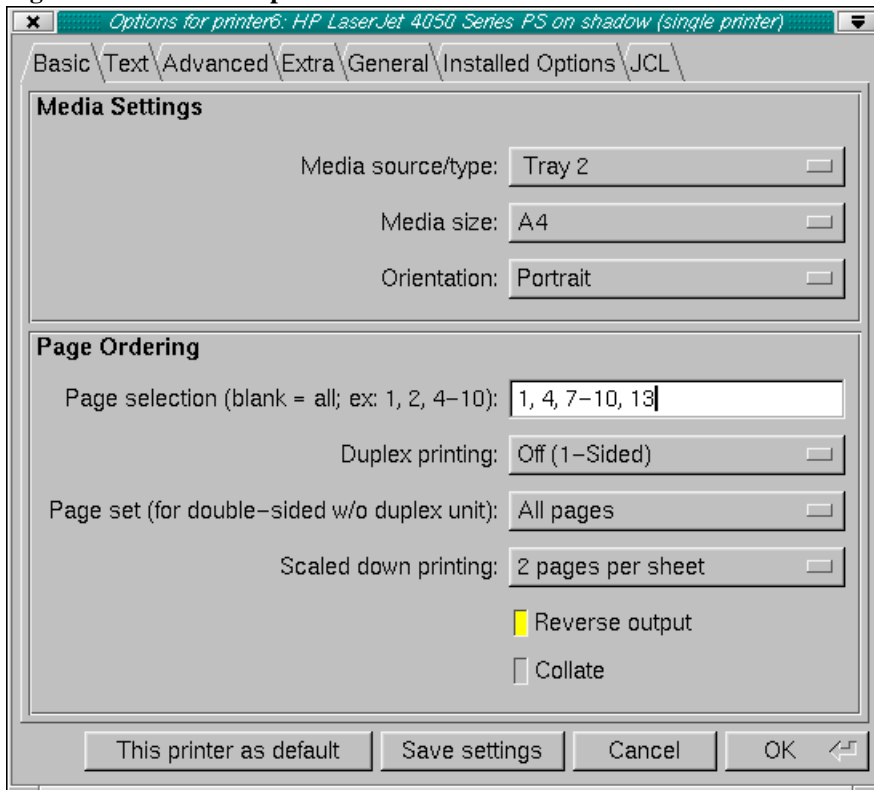 Options for printer6: HP LaserJet 4050 Series PS on shadow (single printer)
Basic Text Advanced Extra General Installed Options JCL
Media Settings
Media source/type: Tray 2
Media size: A4
Orientation: Portrait
Page Ordering
Page selection (blank = all; ex: 1, 2, 4-10): 1, 4, 7-10, 13
Duplex printing: Off (1-Sided)
Page set (for double-sided w/o duplex unit): All pages
Scaled down printing: 2 pages per sheet
Reverse output
Collate
This printer as default Save settings Cancel OK